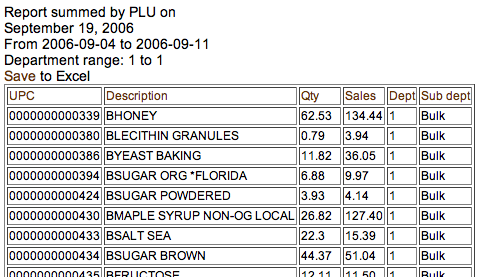 Report summed by PLU on
September 19, 2006
From 2006-09-04 to 2006-09-11
Department range: 1 to 1
Save to Excel
UPC Description Qty Sales Dept Sub dept
0000000000339 BHONEY 62.53 134.44 1 Bulk
0000000000380 BLECITHIN GRANULES 0.79 3.94 1 Bulk
0000000000386 BYEAST BAKING 11.82 36.05 1 Bulk
0000000000394 BSUGAR ORG *FLORIDA 6.88 9.97 1 Bulk
0000000000424 BSUGAR POWDERED 3.93 4.14 1 Bulk
0000000000430 BMAPLE SYRUP NON-OG LOCAL 26.82 127.40 1 Bulk
0000000000433 BSALT SEA 22.3 15.39 1 Bulk
0000000000434 BSUGAR BROWN 44.37 51.04 1 Bulk
0000000000435 BFRUCTOSE 12.11 11.50 1 Bulk